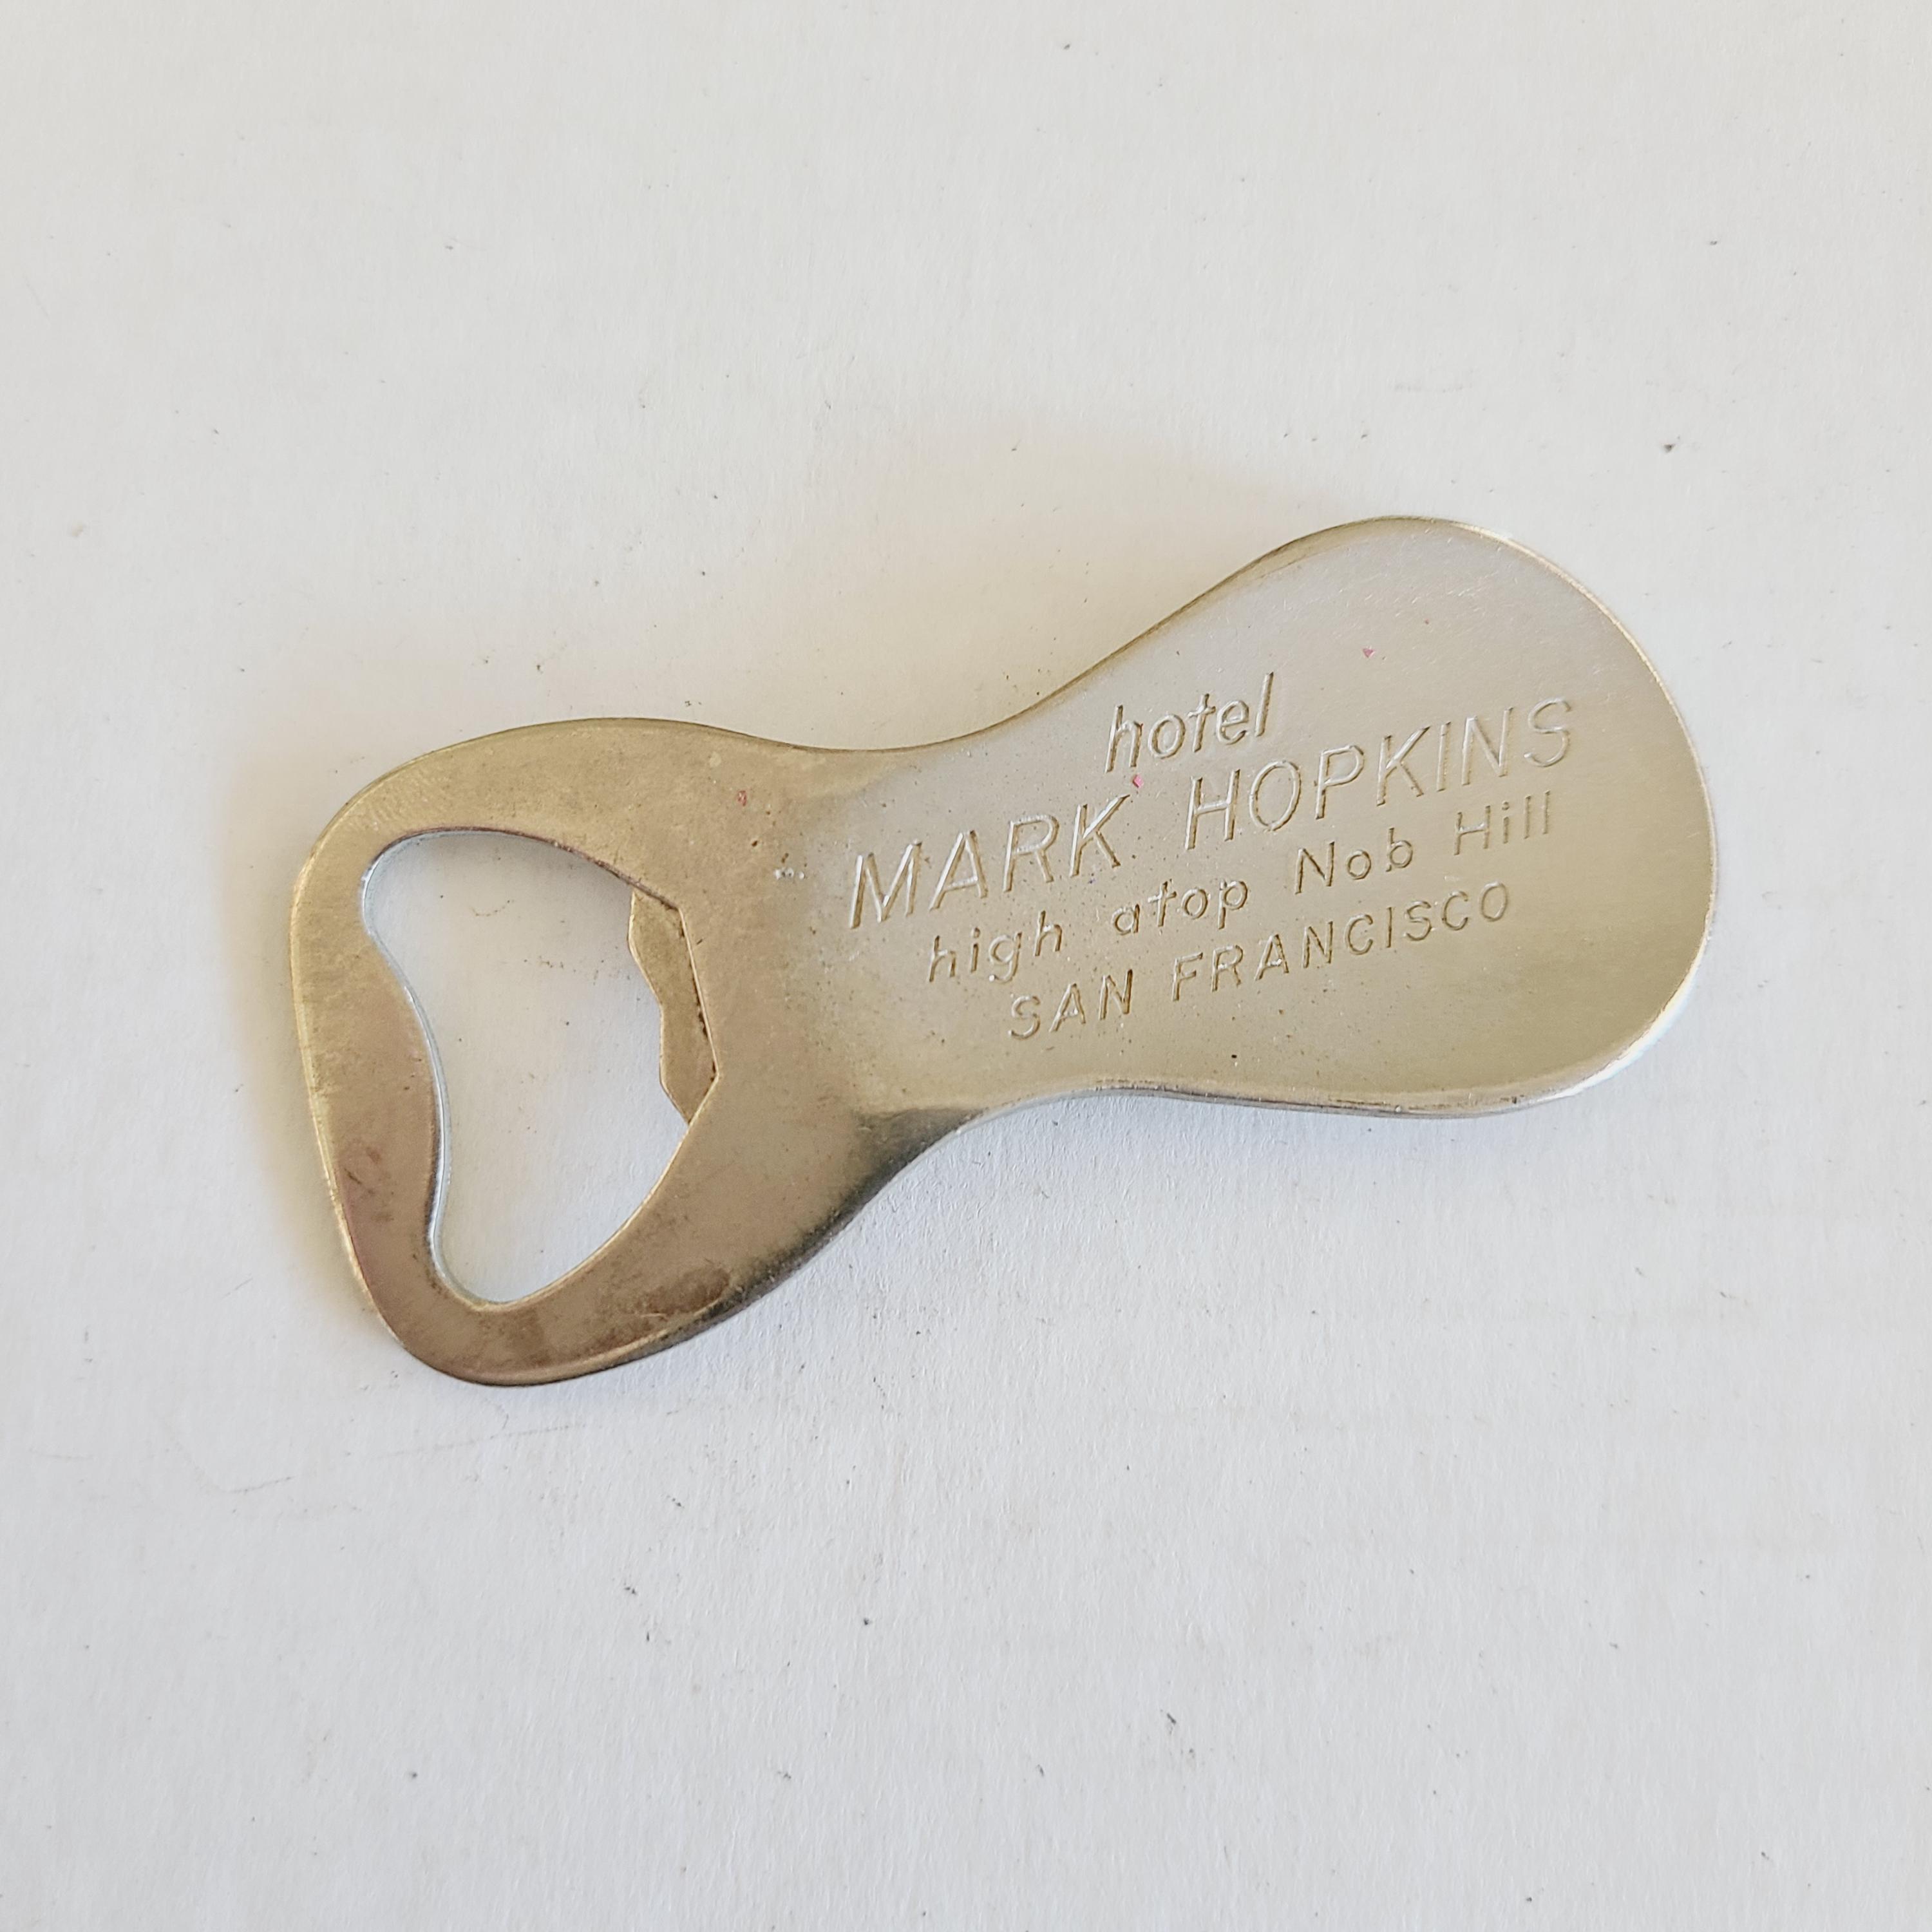 hotel
MARK HOPKINS
high atop Nob Hill
SAN FRANCISCO